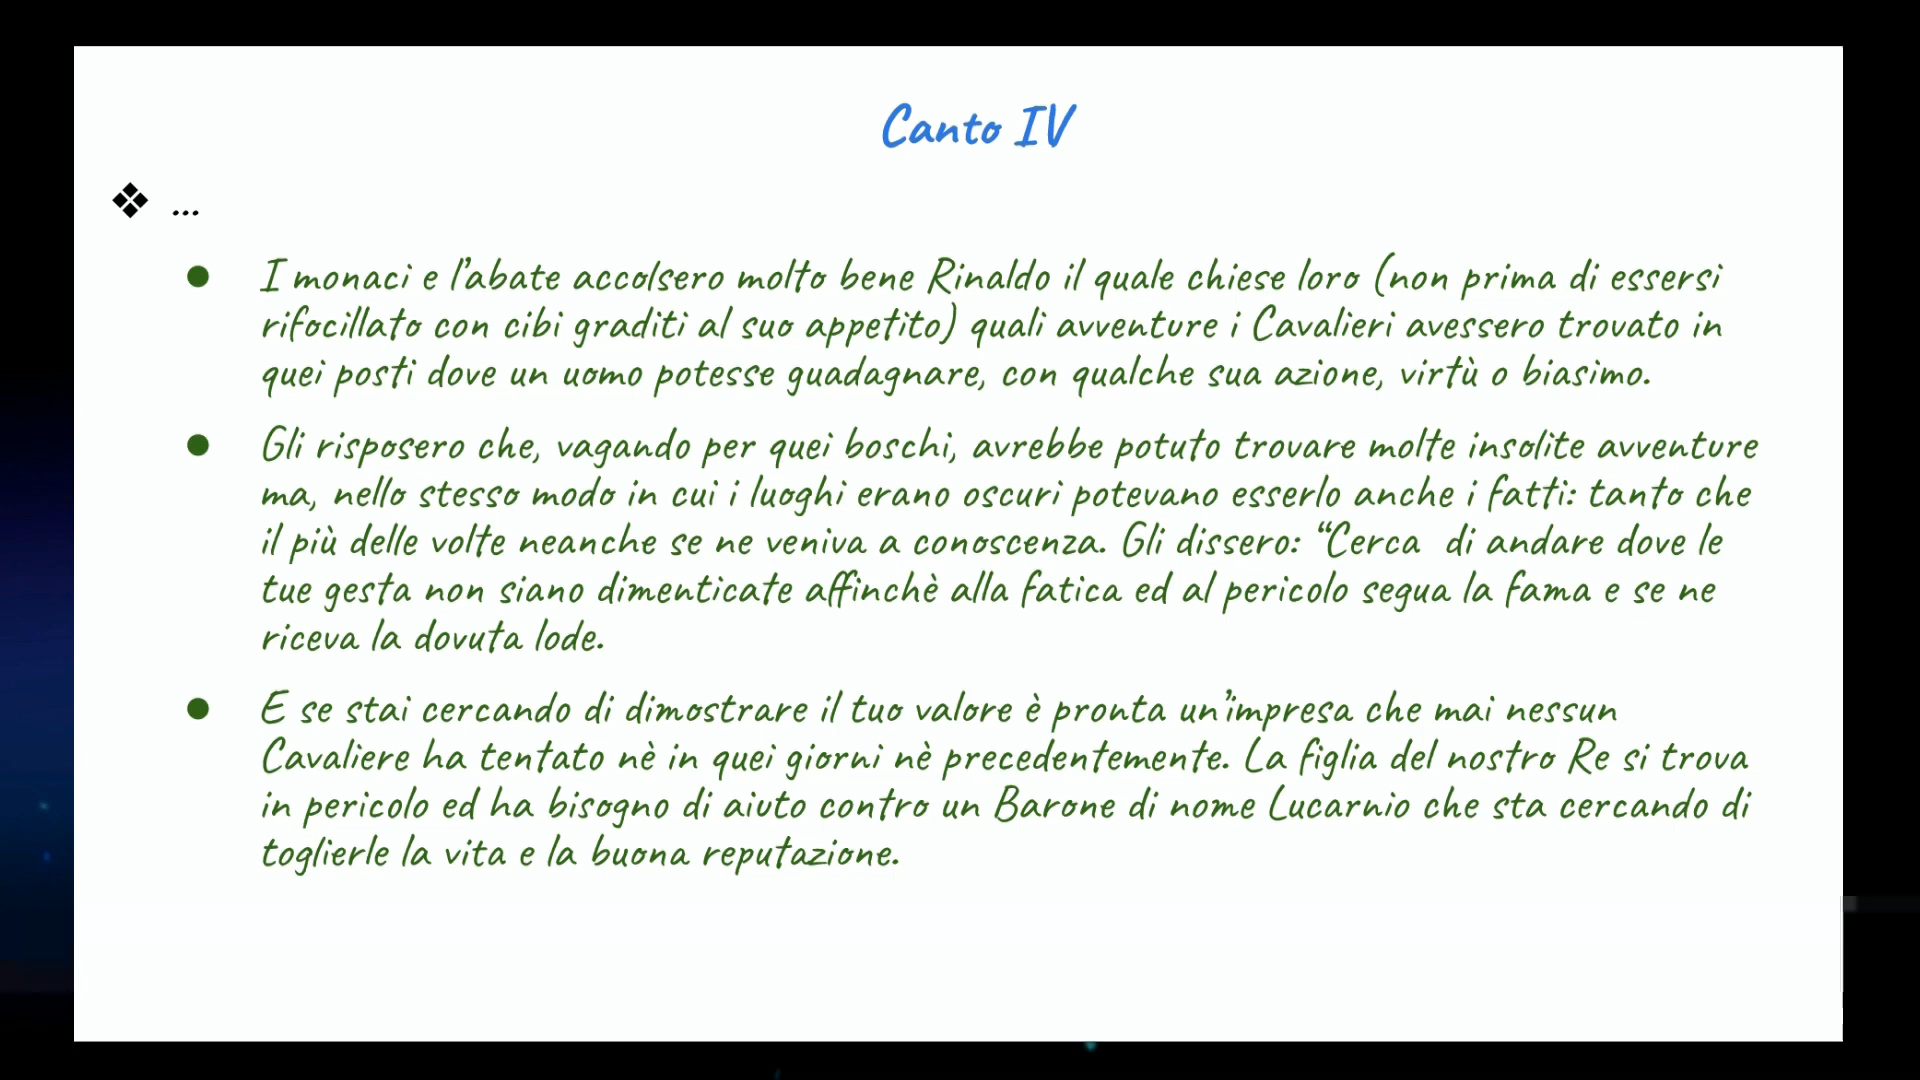 Canto IV
❖ ...
● I monaci e l’abate accolsero molto bene Rinaldo il quale chiese loro (non prima di essersi
rifocillato con cibi graditi al suo appetito) quali avventure i Cavalieri avessero trovato in
quei posti dove un uomo potesse guadagnare, con qualche sua azione, virtù o biasimo.
● Gli risposero che, vagando per quei boschi, avrebbe potuto trovare molte insolite avventure
ma, nello stesso modo in cui i luoghi erano oscuri potevano esserlo anche i fatti: tanto che
il più delle volte neanche se ne veniva a conoscenza. Gli dissero: “Cerca  di andare dove le
tue gesta non siano dimenticate affinchè alla fatica ed al pericolo segua la fama e se ne
riceva la dovuta lode.
● E se stai cercando di dimostrare il tuo valore è pronta un’impresa che mai nessun
Cavaliere ha tentato nè in quei giorni nè precedentemente. La figlia del nostro Re si trova
in pericolo ed ha bisogno di aiuto contro un Barone di nome Lucarnio che sta cercando di
toglierle la vita e la buona reputazione.